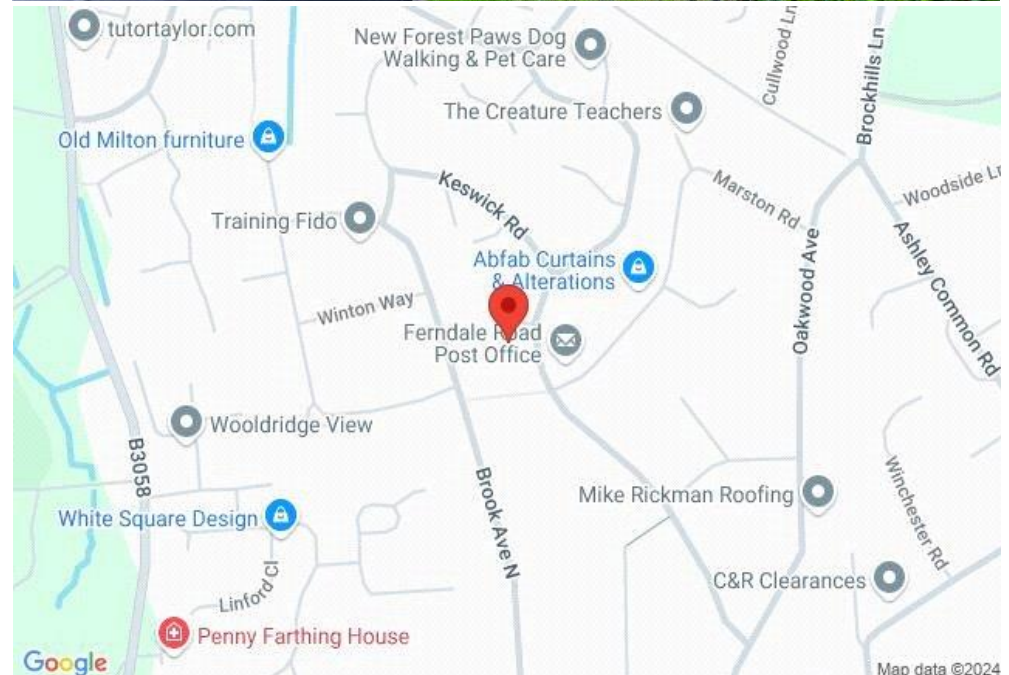 tutortaylor.com
New Forest Paws Dog
Walking & Pet Care
Cullwood Ln
Brockhills Ln
The Creature Teachers
Old Milton furniture
Keswick Rd
Marston Rd
Woodside Ln
Training Fido
Ashley Common Rd
Abfab Curtains
& Alterations
Oakwood Ave
Winton Way
Ferndale Road
Post Office
Wooldridge View
B3058
Brook Ave N
Winchester Rd
Mike Rickman Roofing
White Square Design
Linford Cl
C&R Clearances
Penny Farthing House
Google
Map data ©2024